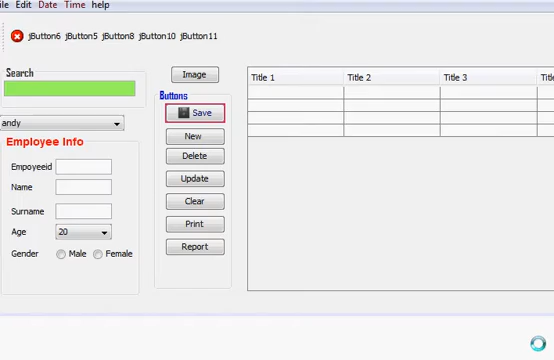 ile Edit Date Time help
jButton6 jButton5 jButton8 jButton10 jButton11
Search
Image
Title 1 Title 2 Title 3 Titl
Buttons
Save
andy
New
Employee Info
Delete
Empoyeeid
Update
Name
Clear
Surname
Print
Age 20
Report
Gender Male Female